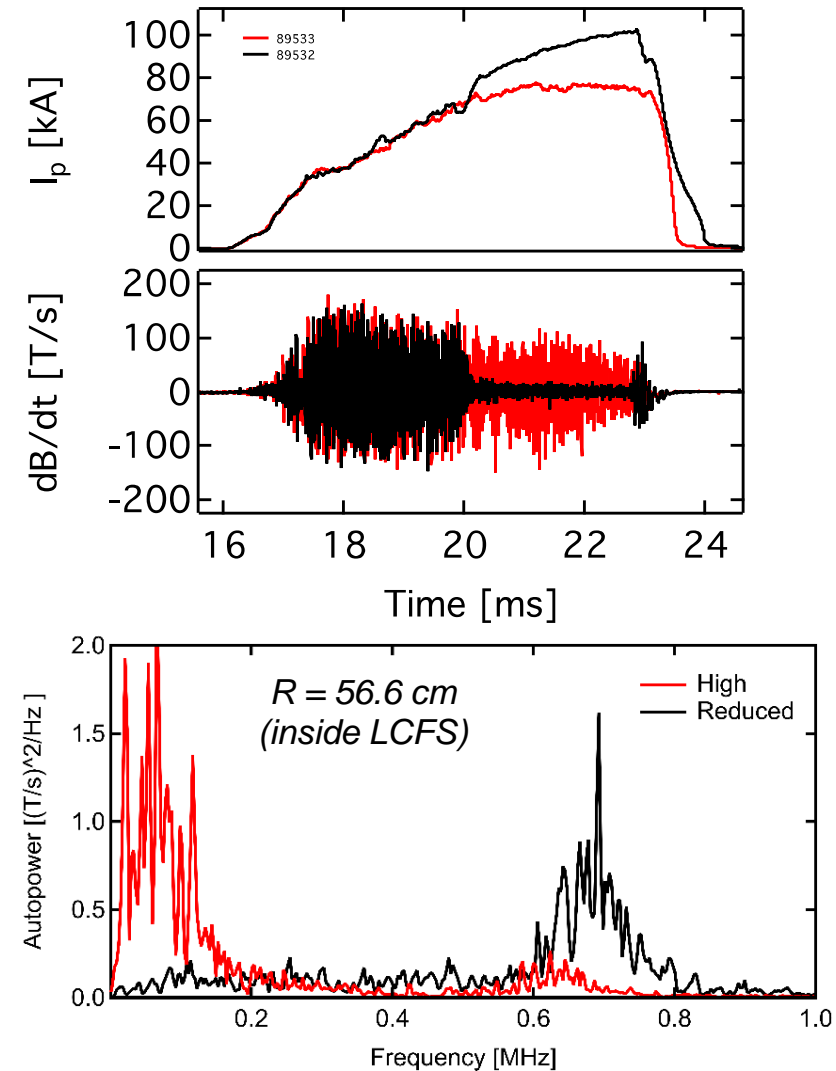 100
80
60
40
20
0
I_p [kA]
89533
89532
200
100
0
-100
-200
dB/dt [T/s]
16 18 20 22 24
Time [ms]
2.0
1.5
1.0
0.5
0.0
Autopower [(T/s)^2/Hz ]
R = 56.6 cm
(inside LCFS)
High
Reduced
0.2 0.4 0.6 0.8 1.0
Frequency [MHz]